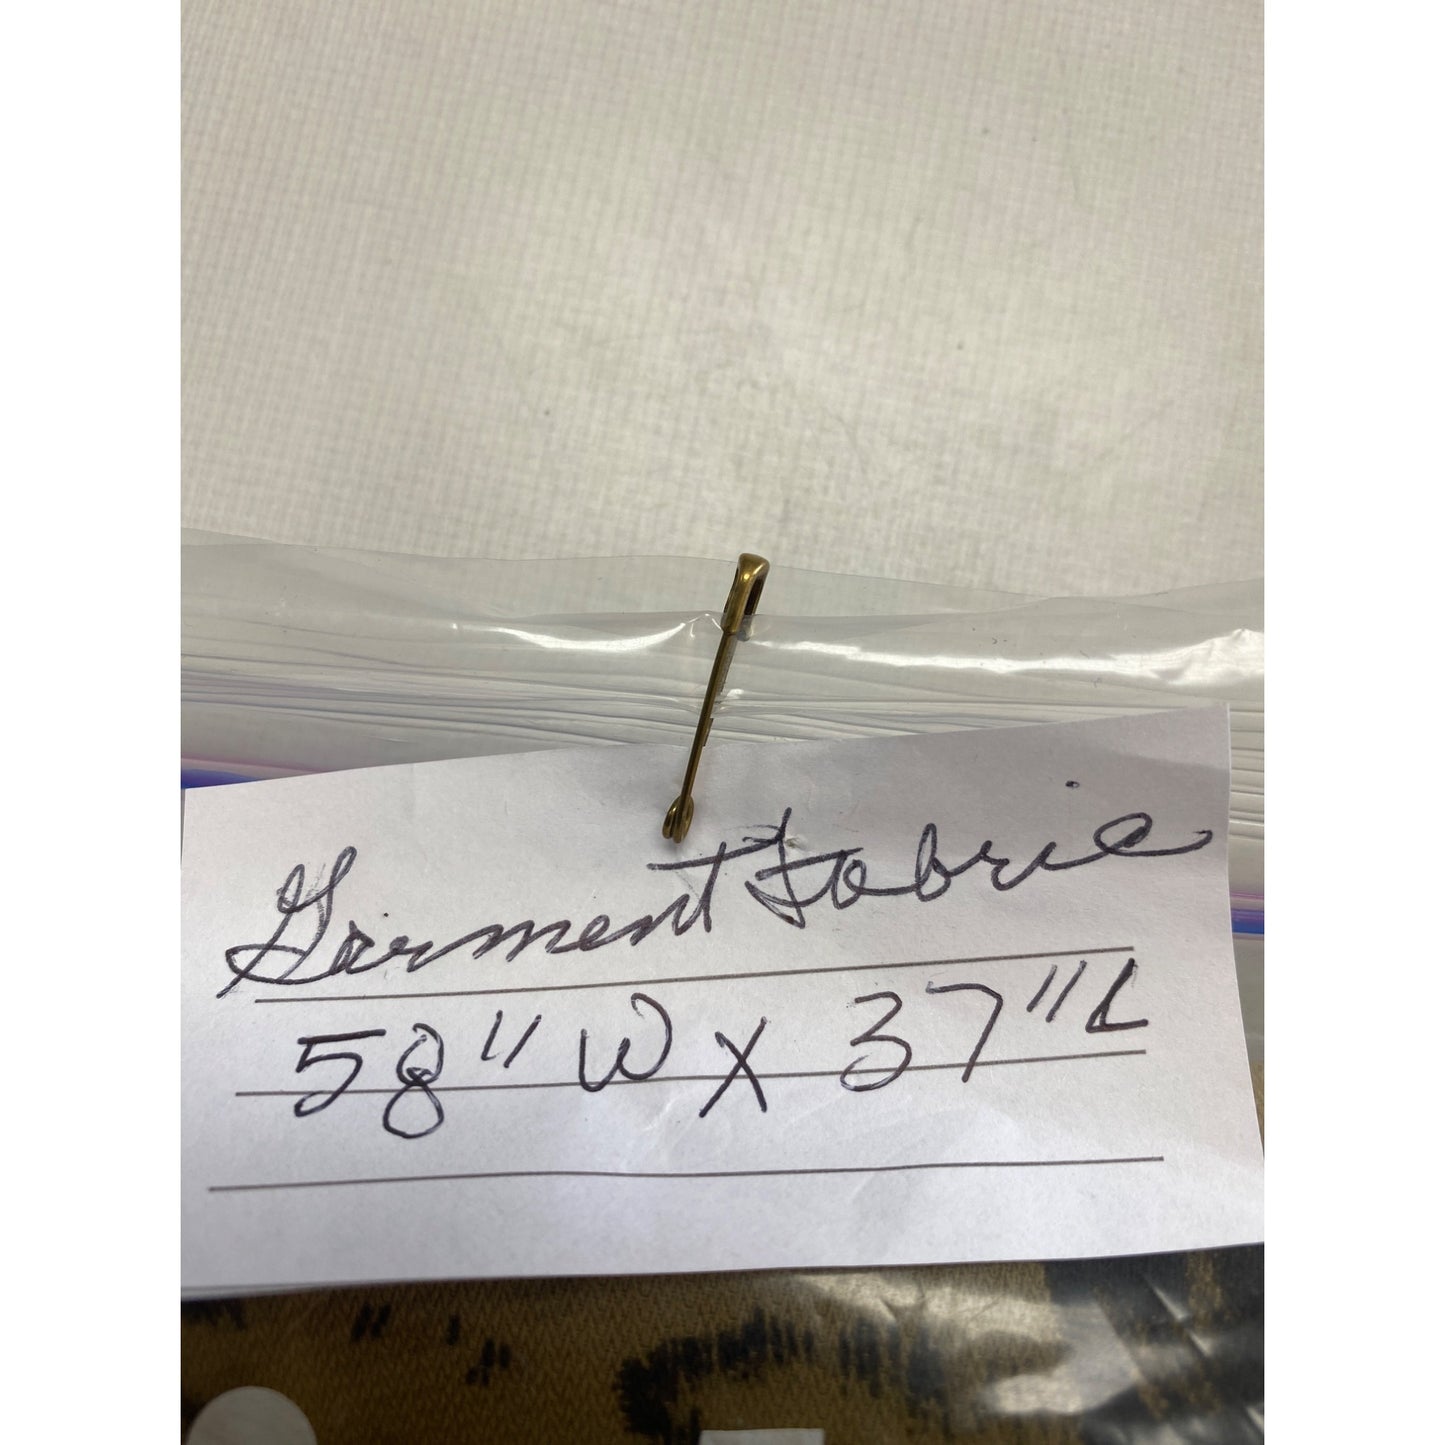 Garment Fabric
58" W x 37" L